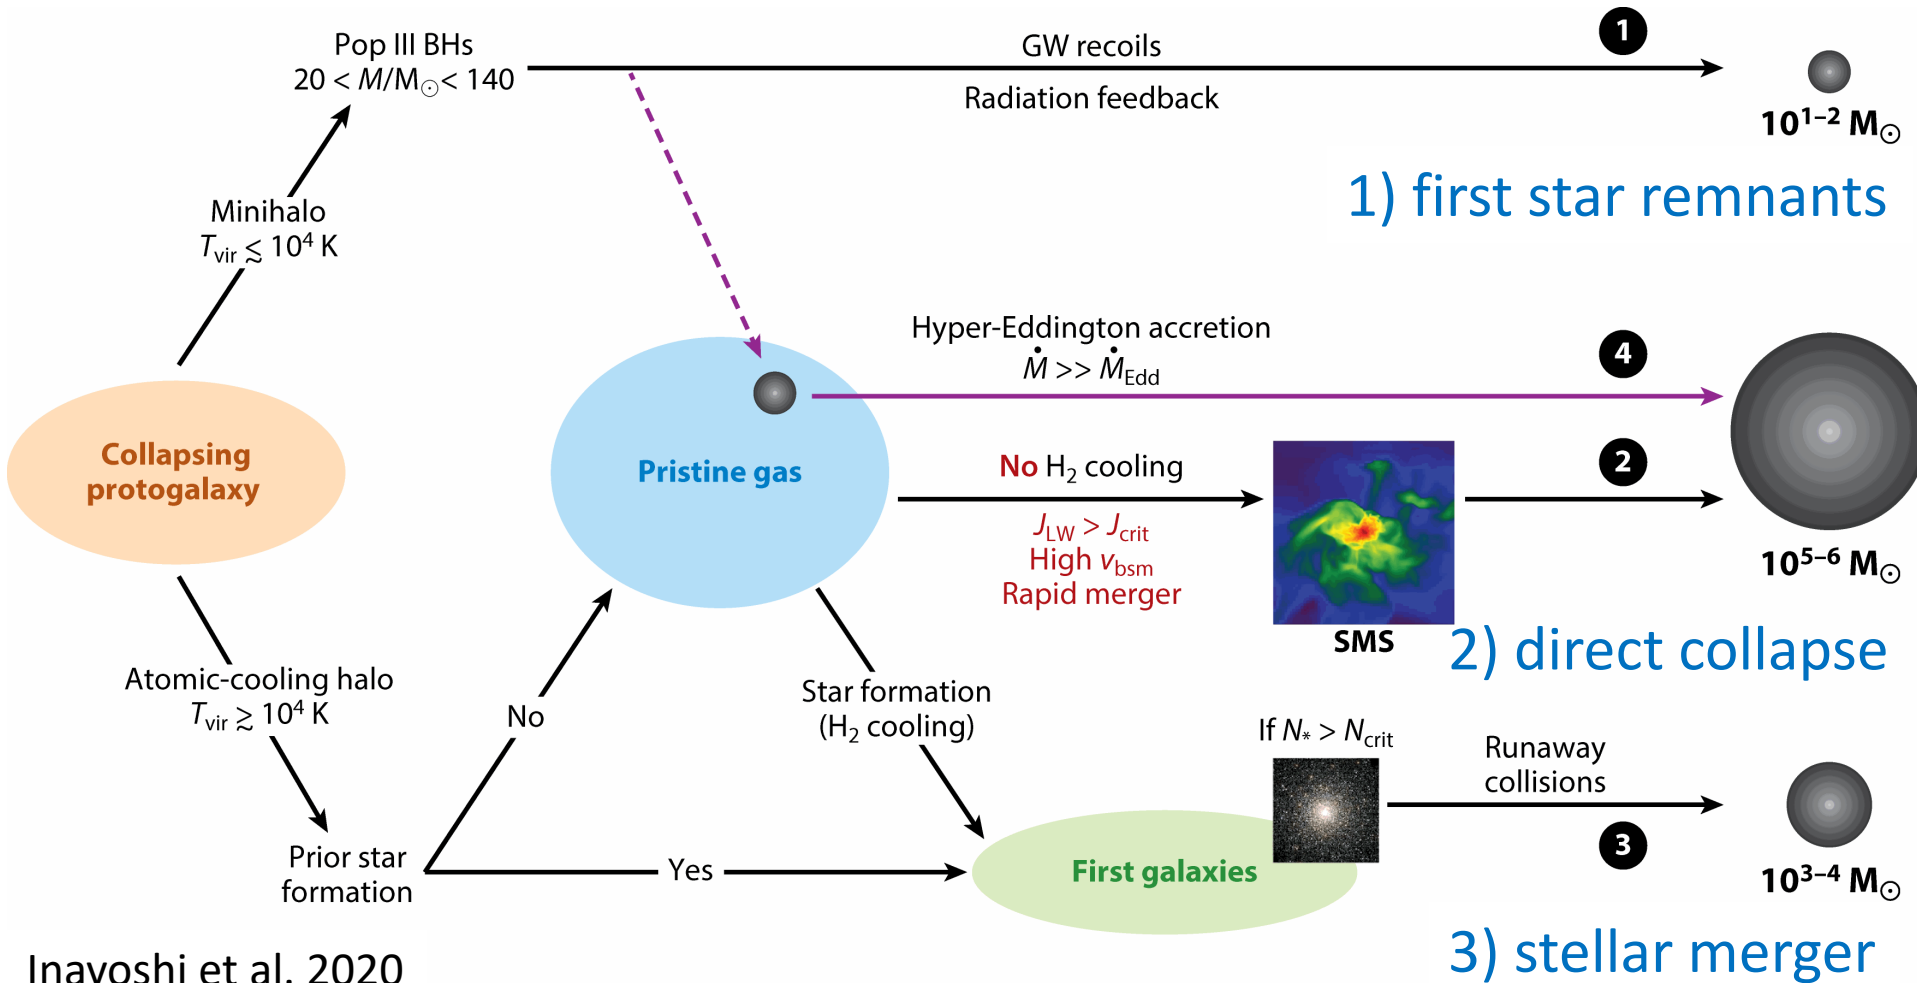 Pop III BHs
20 < M/M☉ < 140
GW recoils
Radiation feedback
1
10¹⁻² M☉
1) first star remnants
Minihalo
Tvir ≲ 10⁴ K
Hyper-Eddington accretion
Ṁ >> ṀEdd
4
Collapsing
protogalaxy
Pristine gas
No H₂ cooling
JLW > Jcrit
High vbsm
Rapid merger
SMS
2
10⁵⁻⁶ M☉
2) direct collapse
Atomic-cooling halo
Tvir ≳ 10⁴ K
No
Star formation
(H₂ cooling)
If N* > Ncrit
Runaway
collisions
3
10³⁻⁴ M☉
Prior star
formation
Yes
First galaxies
3) stellar merger
Inayoshi et al. 2020